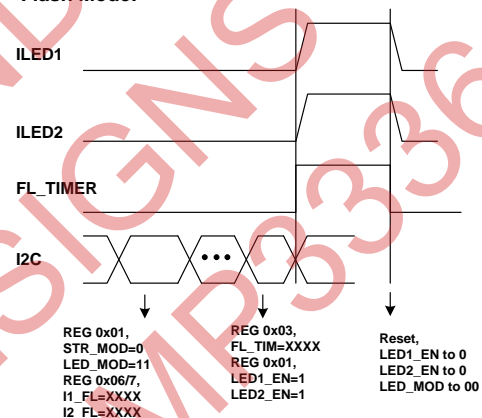 Flash Mode:
ILED1
ILED2
FL_TIMER
I2C
•••
REG 0x01,
STR_MOD=0
LED_MOD=11
REG 0x06/7,
I1_FL=XXXX
I2_FL=XXXX
REG 0x03,
FL_TIM=XXXX
REG 0x01,
LED1_EN=1
LED2_EN=1
Reset,
LED1_EN to 0
LED2_EN to 0
LED_MOD to 00
SIGNS
MP3336